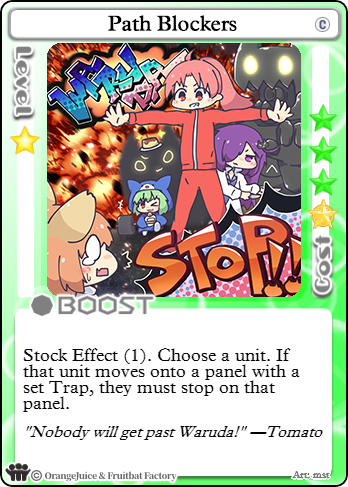 Path Blockers
C
Level
STOP!!
Cost
BOOST
Stock Effect (1). Choose a unit. If
that unit moves onto a panel with a
set Trap, they must stop on that
panel.
"Nobody will get past Waruda!" —Tomato
© OrangeJuice & Fruitbat Factory
Art: msr